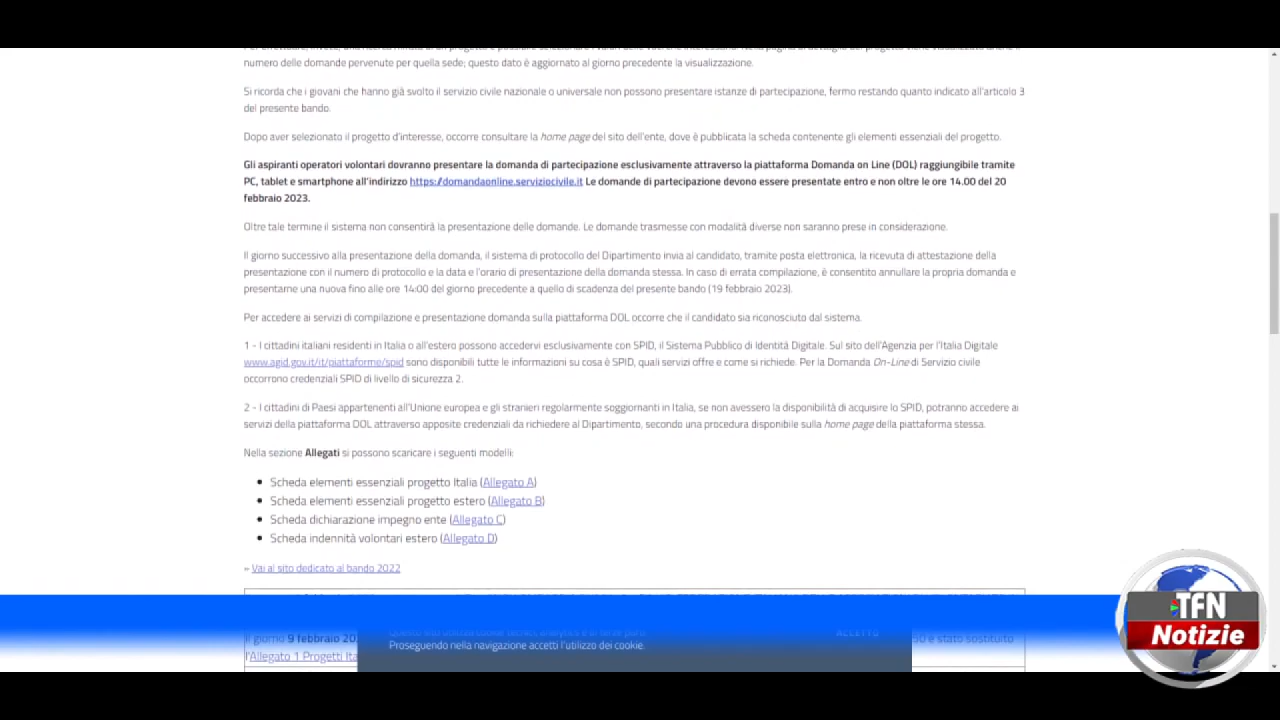 numero delle domande pervenute per quella sede; questo dato è aggiornato al giorno precedente la visualizzazione.
Si ricorda che i giovani che hanno già svolto il servizio civile nazionale o universale non possono presentare istanze di partecipazione, fermo restando quanto indicato all'articolo 3
del presente bando.
Dopo aver selezionato il progetto d'interesse, occorre consultare la home page del sito dell'ente, dove è pubblicata la scheda contenente gli elementi essenziali del progetto.
Gli aspiranti operatori volontari dovranno presentare la domanda di partecipazione esclusivamente attraverso la piattaforma Domanda on Line (DOL) raggiungibile tramite
PC, tablet e smartphone all'indirizzo https://domandaonline.serviziocivile.it Le domande di partecipazione devono essere presentate entro e non oltre le ore 14.00 del 20
febbraio 2023.
Oltre tale termine il sistema non consentirà la presentazione delle domande. Le domande trasmesse con modalità diverse non saranno prese in considerazione.
Il giorno successivo alla presentazione della domanda, il sistema di protocollo del Dipartimento invia al candidato, tramite posta elettronica, la ricevuta di attestazione della
presentazione con il numero di protocollo e la data e l'orario di presentazione della domanda stessa. In caso di errata compilazione, è consentito annullare la propria domanda e
presentarne una nuova fino alle ore 14:00 del giorno precedente a quello di scadenza del presente bando (19 febbraio 2023).
Per accedere ai servizi di compilazione e presentazione domanda sulla piattaforma DOL occorre che il candidato sia riconosciuto dal sistema.
1 - I cittadini italiani residenti in Italia o all'estero possono accedervi esclusivamente con SPID, il Sistema Pubblico di Identità Digitale. Sul sito dell'Agenzia per l'Italia Digitale
www.agid.gov.it/it/piattaforme/spid sono disponibili tutte le informazioni su cosa è SPID, quali servizi offre e come si richiede. Per la Domanda On-Line di Servizio civile
occorrono credenziali SPID di livello di sicurezza 2.
2 - I cittadini di Paesi appartenenti all'Unione europea e gli stranieri regolarmente soggiornanti in Italia, se non avessero la disponibilità di acquisire lo SPID, potranno accedere ai
servizi della piattaforma DOL attraverso apposite credenziali da richiedere al Dipartimento, secondo una procedura disponibile sulla home page della piattaforma stessa.
Nella sezione Allegati si possono scaricare i seguenti modelli:
• Scheda elementi essenziali progetto Italia (Allegato A)
• Scheda elementi essenziali progetto estero (Allegato B)
• Scheda dichiarazione impegno ente (Allegato C)
• Scheda indennità volontari estero (Allegato D)
» Vai al sito dedicato al bando 2022
Il giorno 9 febbraio 20 è stato sostituito
l'Allegato 1 Progetti Ita
ACCETTO
Proseguendo nella navigazione accetti l'utilizzo dei cookie.
TFN
Notizie